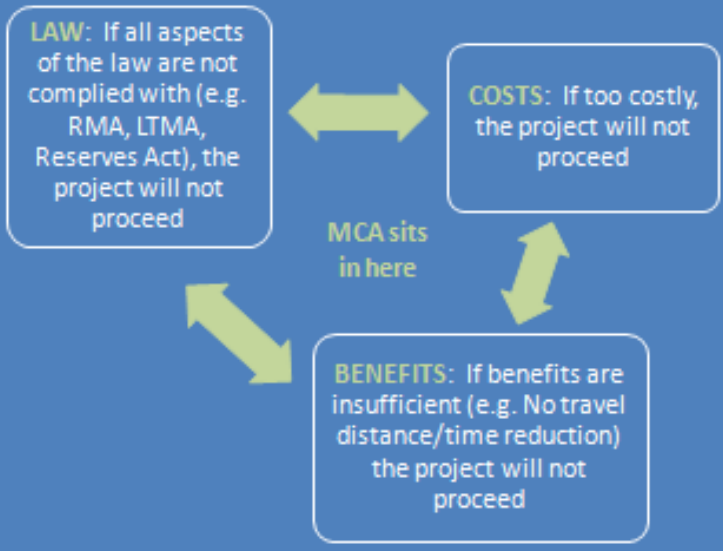 LAW: If all aspects
of the law are not
complied with (e.g.
RMA, LTMA,
Reserves Act), the
project will not
proceed
COSTS: If too costly,
the project will not
proceed
MCA sits
in here
BENEFITS: If benefits are
insufficient (e.g. No travel
distance/time reduction)
the project will not
proceed